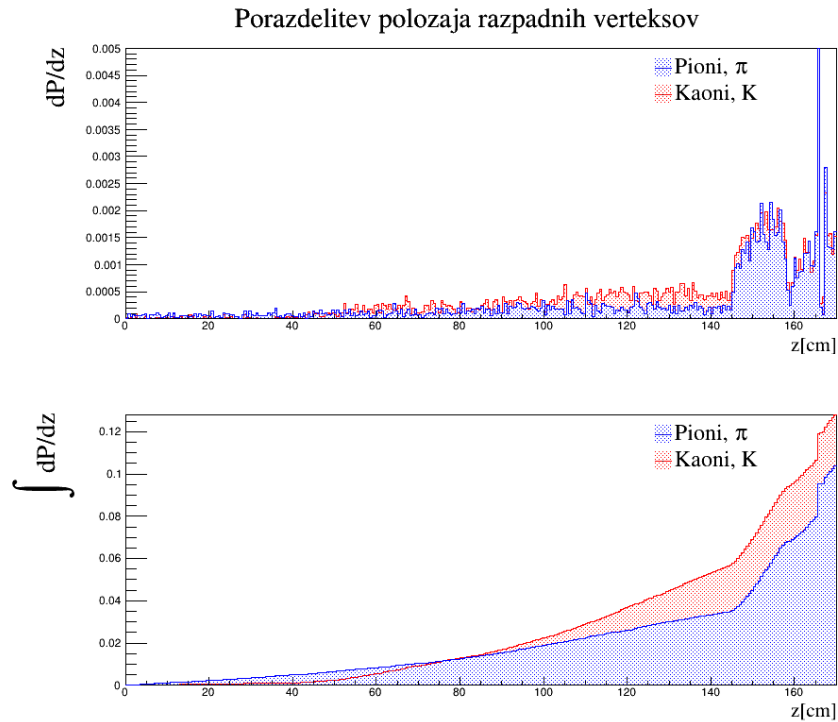 Porazdelitev polozaja razpadnih verteksov
dP/dz
0.005
0.0045
0.004
0.0035
0.003
0.0025
0.002
0.0015
0.001
0.0005
0
Pioni, π
Kaoni, K
0 20 40 60 80 100 120 140 160
z[cm]
∫ dP/dz
0.12
0.1
0.08
0.06
0.04
0.02
0
Pioni, π
Kaoni, K
0 20 40 60 80 100 120 140 160
z[cm]